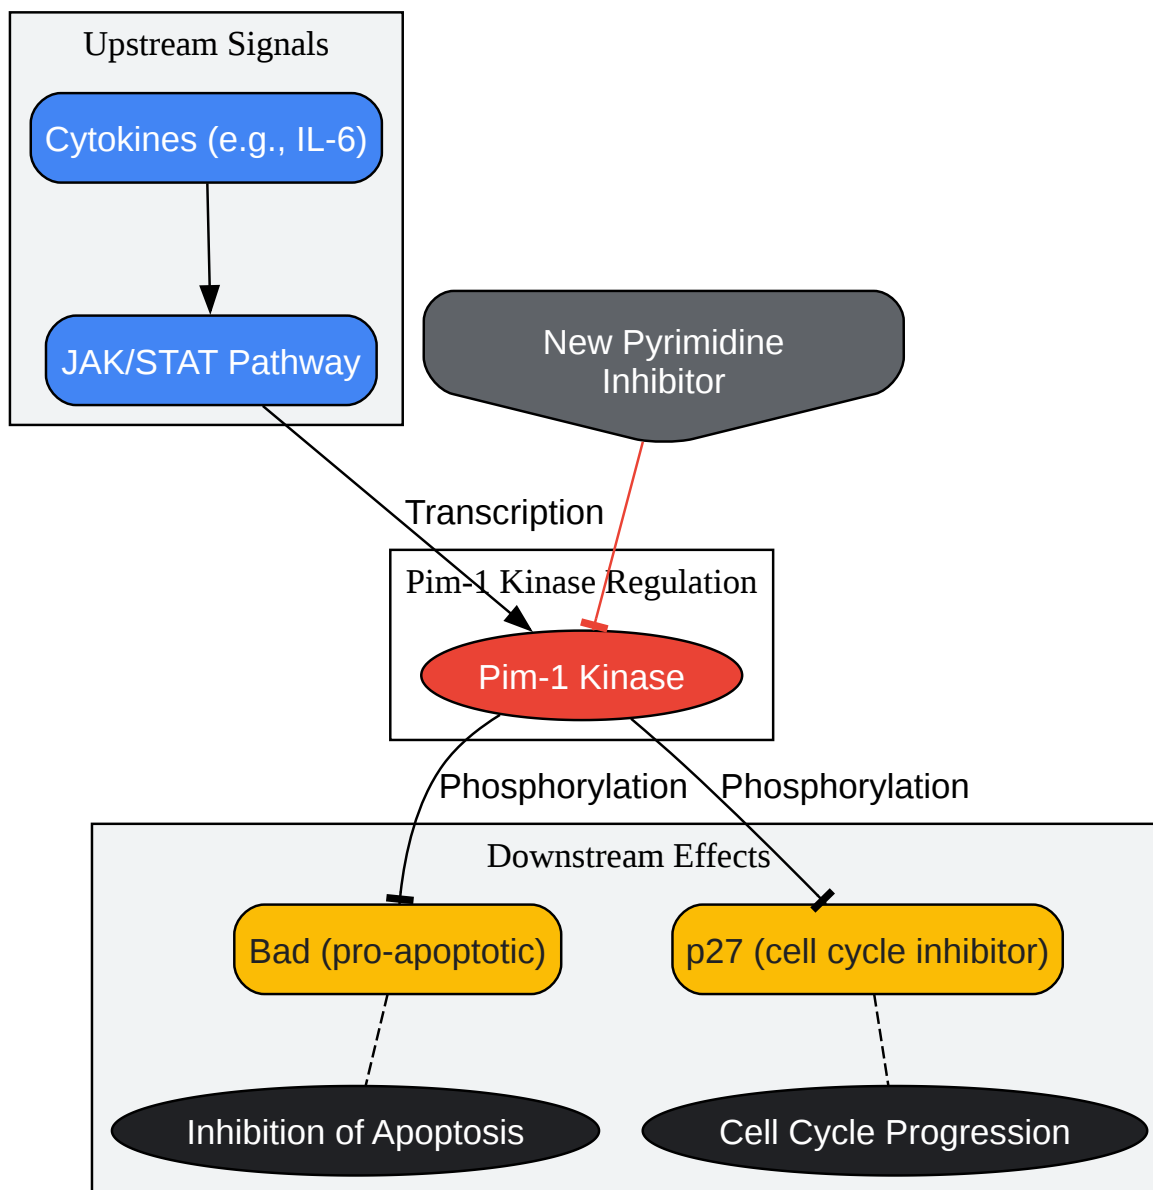 Upstream Signals
Cytokines (e.g., IL-6)
JAK/STAT Pathway
New Pyrimidine
Inhibitor
Transcription
Pim-1 Kinase Regulation
Pim-1 Kinase
Phosphorylation
Phosphorylation
Downstream Effects
Bad (pro-apoptotic)
p27 (cell cycle inhibitor)
Inhibition of Apoptosis
Cell Cycle Progression